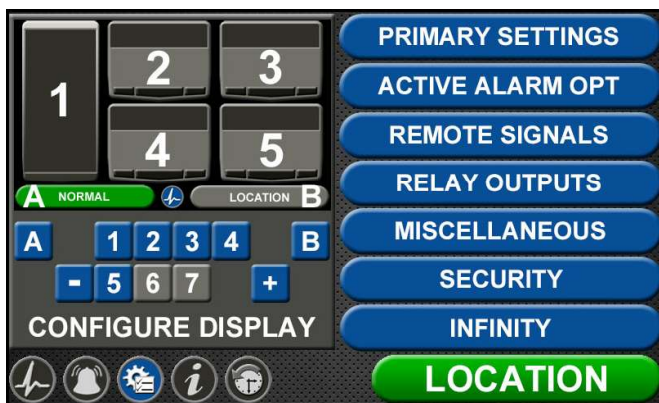 1
2
3
4
5
A NORMAL
LOCATION B
A 1 2 3 4 B
- 5 6 7 +
CONFIGURE DISPLAY
i
PRIMARY SETTINGS
ACTIVE ALARM OPT
REMOTE SIGNALS
RELAY OUTPUTS
MISCELLANEOUS
SECURITY
INFINITY
LOCATION